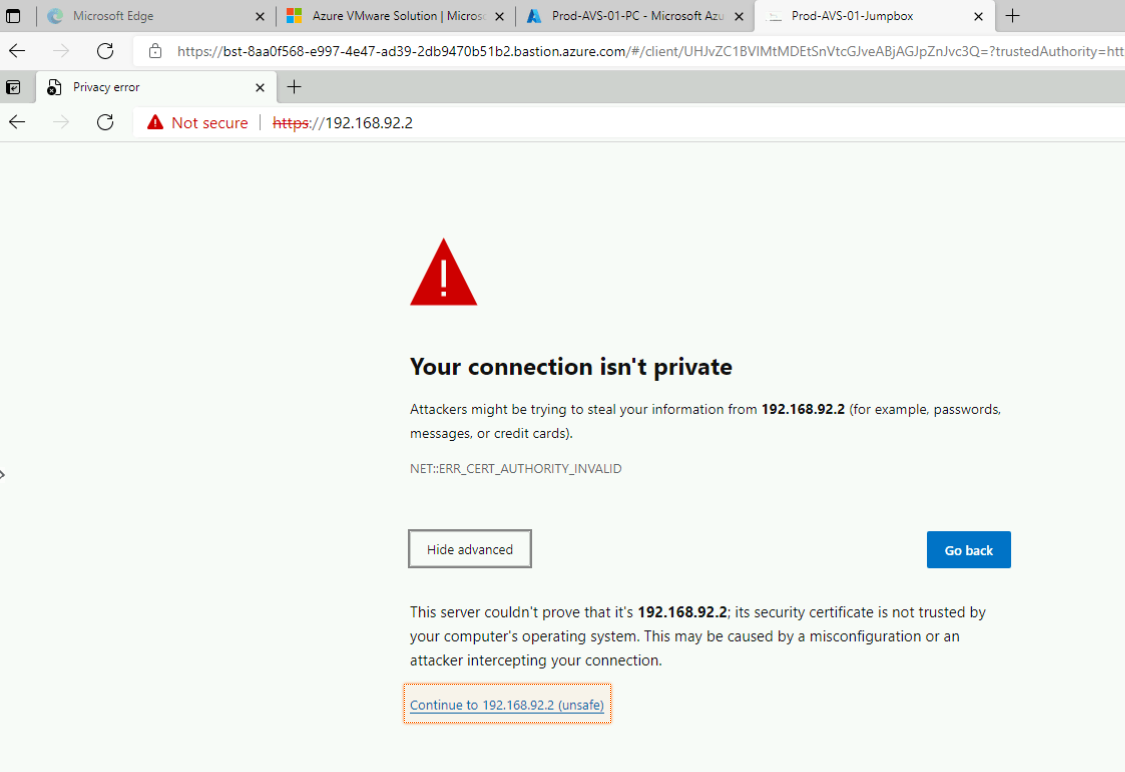 Microsoft Edge
Azure VMware Solution | Micros
Prod-AVS-01-PC - Microsoft Azu
Prod-AVS-01-Jumpbox
https://bst-8aa0f568-e997-4e47-ad39-2db9470b51b2.bastion.azure.com/#/client/UHJvZC1BVlMtMDEtSnVtcGJveABjAGJpZnJvc3Q=?trustedAuthority=htt
Privacy error
Not secure | https://192.168.92.2
!
Your connection isn't private
Attackers might be trying to steal your information from 192.168.92.2 (for example, passwords,
messages, or credit cards).
NET::ERR_CERT_AUTHORITY_INVALID
Hide advanced
Go back
This server couldn't prove that it's 192.168.92.2; its security certificate is not trusted by
your computer's operating system. This may be caused by a misconfiguration or an
attacker intercepting your connection.
Continue to 192.168.92.2 (unsafe)